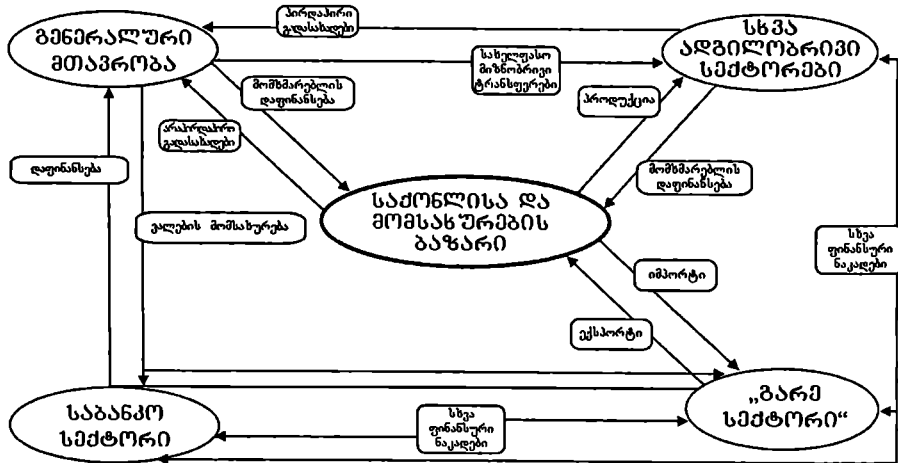 პირდაპირი
გადასახადები
გენერალური
მთავრობა
სხვა
ადგილობრივი
სექტორები
სახელფასო
მიზნობრივი
ტრანსფერები
მომხმარებლის
დაფინანსება
პროდუქცია
არაპირდაპირი
გადასახადები
დაფინანსება
მომხმარებლის
დაფინანსება
საქონლისა და
მომსახურების
ბაზარი
ვალების მომსახურება
სხვა
ფინანსური
ნაკადები
იმპორტი
ექსპორტი
საბანკო
სექტორი
სხვა
ფინანსური
ნაკადები
„გარე
სექტორი“